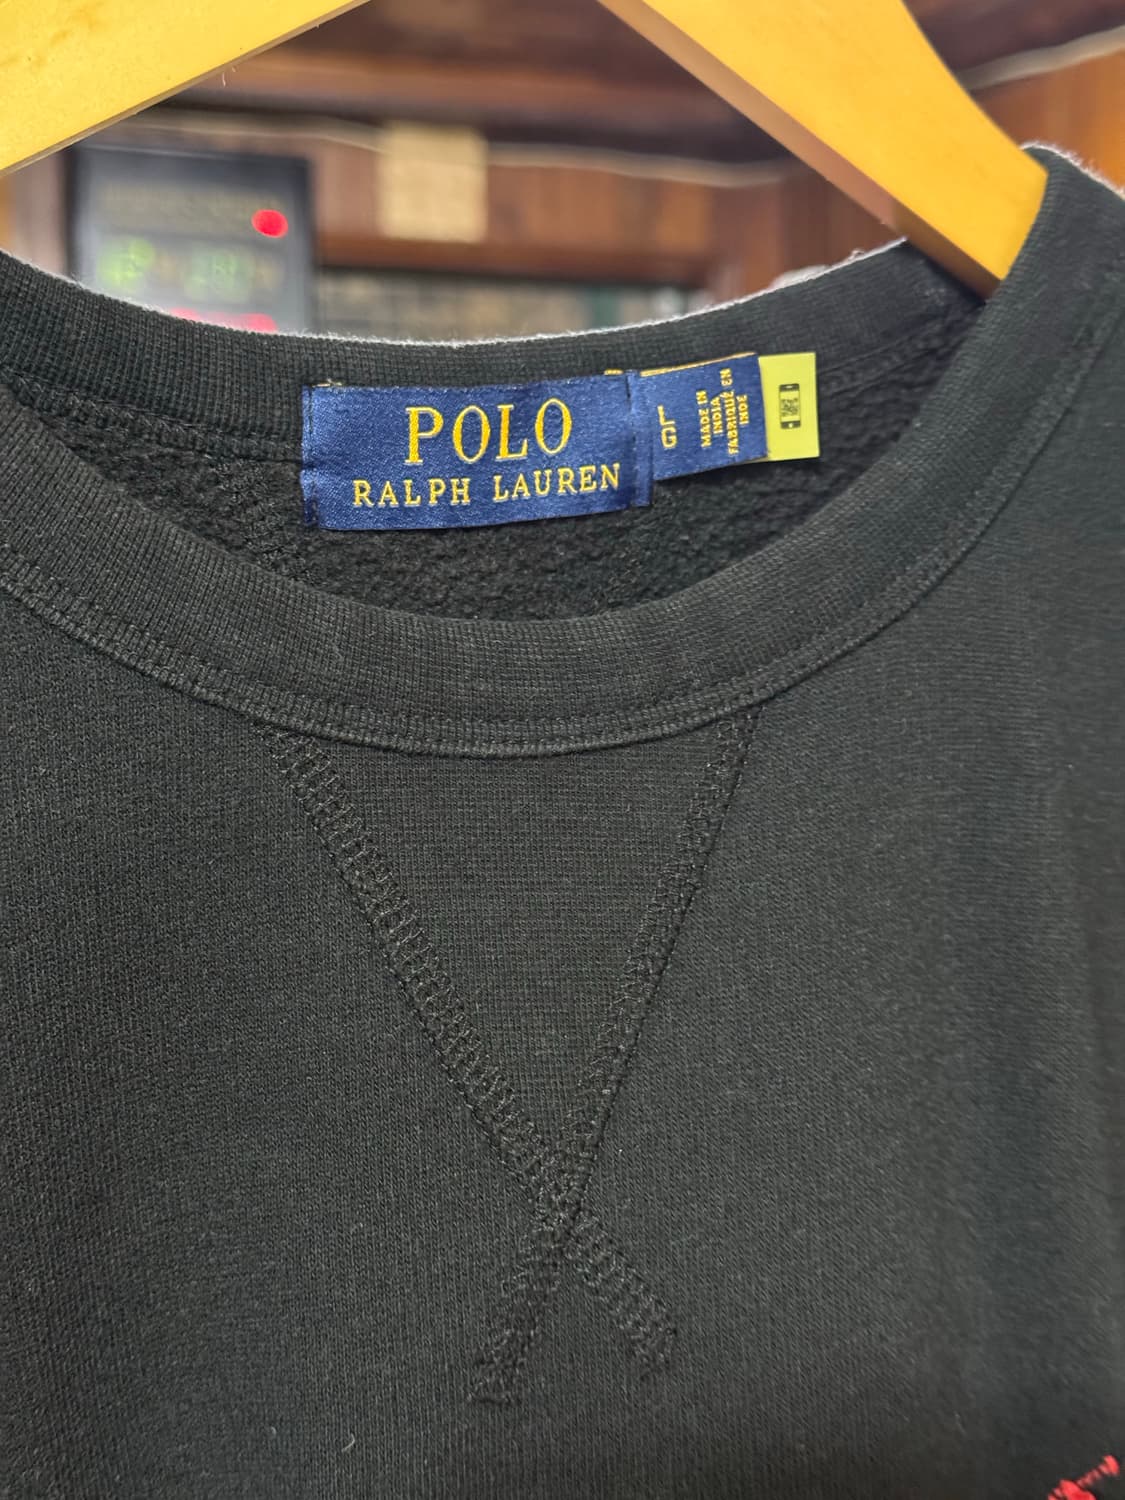 POLO
RALPH LAUREN
L
G
MADE IN
INDIA
FABRIQUÉ EN
INDE